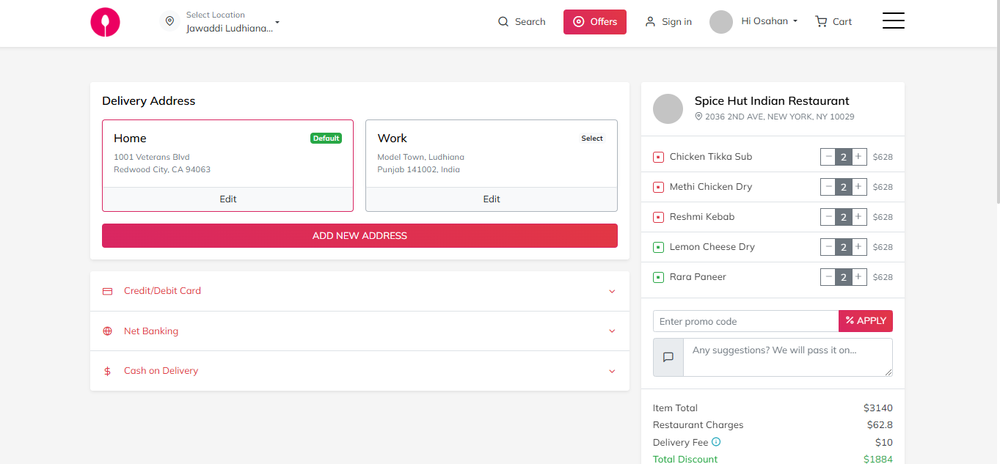 Select Location
Jawaddi Ludhiana...
Search
Offers
Sign in
Hi Osahan
Cart
Delivery Address
Home
Default
1001 Veterans Blvd
Redwood City, CA 94063
Edit
Work
Select
Model Town, Ludhiana
Punjab 141002, India
Edit
ADD NEW ADDRESS
Credit/Debit Card
Net Banking
Cash on Delivery
Spice Hut Indian Restaurant
2036 2ND AVE, NEW YORK, NY 10029
Chicken Tikka Sub − 2 + $628
Methi Chicken Dry − 2 + $628
Reshmi Kebab − 2 + $628
Lemon Cheese Dry − 2 + $628
Rara Paneer − 2 + $628
Enter promo code
% APPLY
Any suggestions? We will pass it on...
Item Total $3140
Restaurant Charges $62.8
Delivery Fee $10
Total Discount $1884